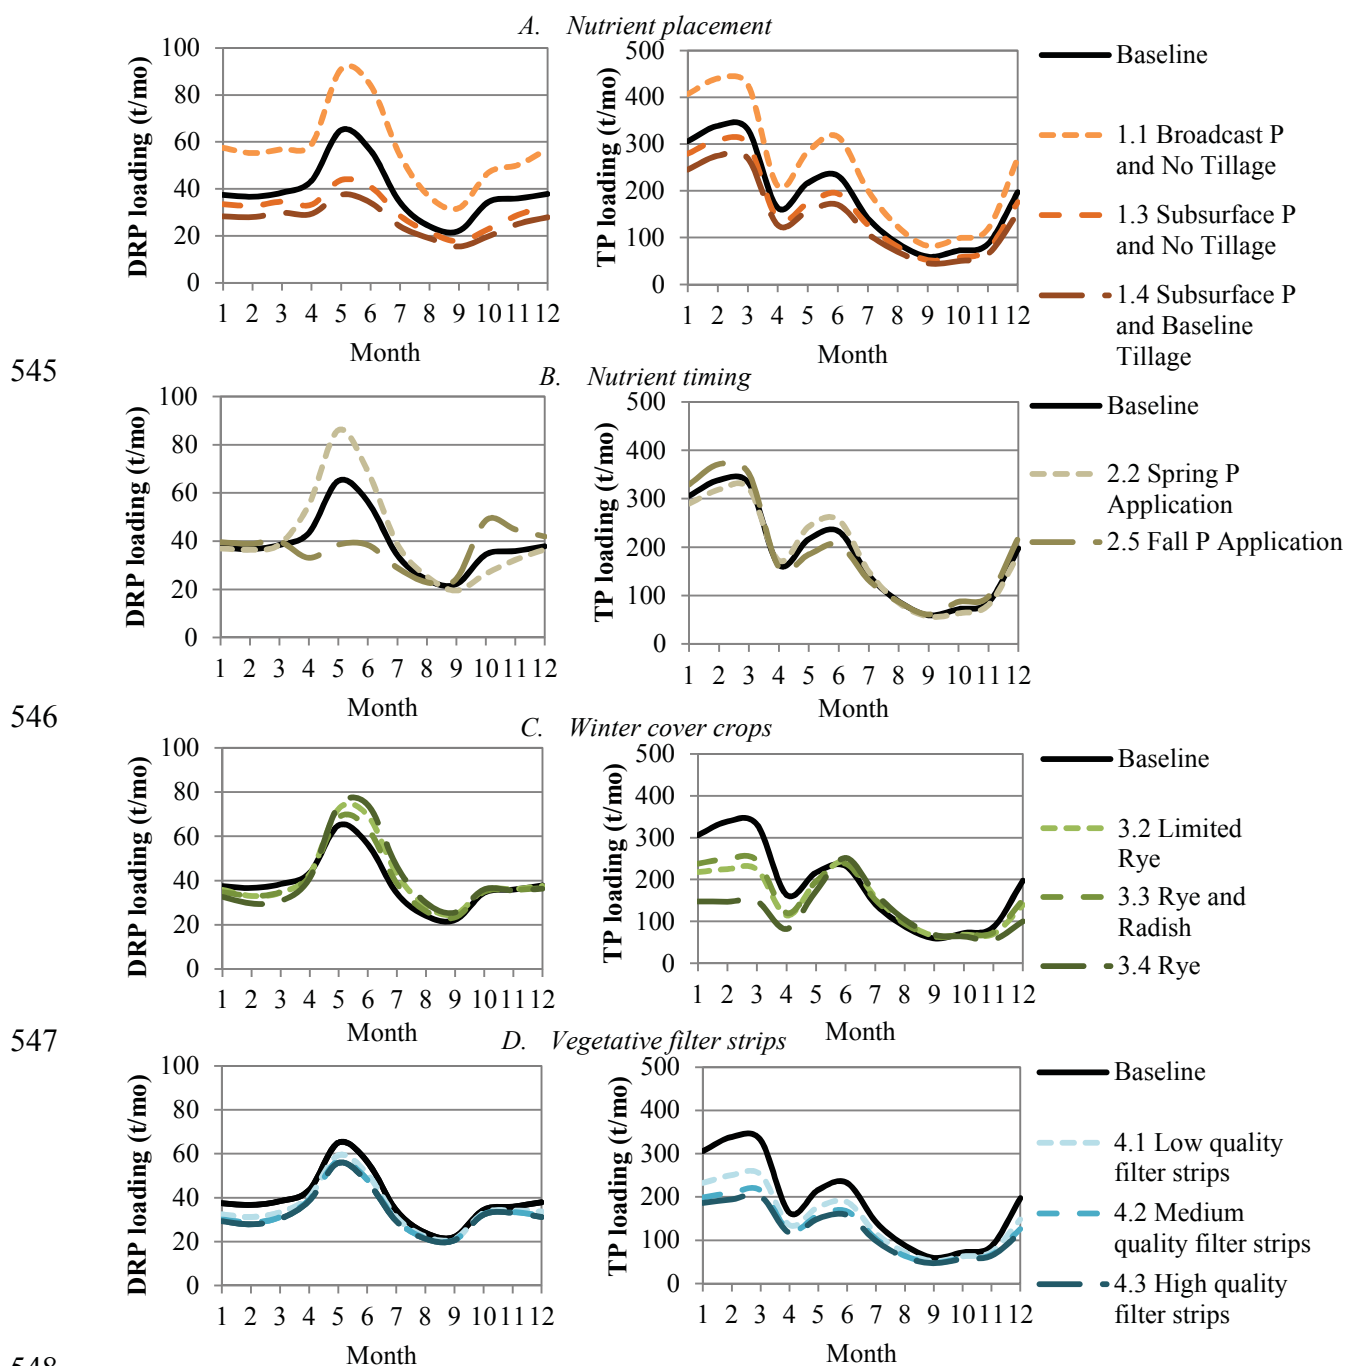 A. Nutrient placement
DRP loading (t/mo)
100
80
60
40
20
0
1 2 3 4 5 6 7 8 9 10 11 12
Month
TP loading (t/mo)
500
400
300
200
100
0
1 2 3 4 5 6 7 8 9 10 11 12
Month
Baseline
1.1 Broadcast P
and No Tillage
1.3 Subsurface P
and No Tillage
1.4 Subsurface P
and Baseline
Tillage
545
B. Nutrient timing
DRP loading (t/mo)
100
80
60
40
20
0
1 2 3 4 5 6 7 8 9 10 11 12
Month
TP loading (t/mo)
500
400
300
200
100
0
1 2 3 4 5 6 7 8 9 10 11 12
Month
Baseline
2.2 Spring P
Application
2.5 Fall P Application
546
C. Winter cover crops
DRP loading (t/mo)
100
80
60
40
20
0
1 2 3 4 5 6 7 8 9 10 11 12
Month
TP loading (t/mo)
500
400
300
200
100
0
1 2 3 4 5 6 7 8 9 10 11 12
Month
Baseline
3.2 Limited
Rye
3.3 Rye and
Radish
3.4 Rye
547
D. Vegetative filter strips
DRP loading (t/mo)
100
80
60
40
20
0
1 2 3 4 5 6 7 8 9 10 11 12
Month
TP loading (t/mo)
500
400
300
200
100
0
1 2 3 4 5 6 7 8 9 10 11 12
Month
Baseline
4.1 Low quality
filter strips
4.2 Medium
quality filter strips
4.3 High quality
filter strips
548